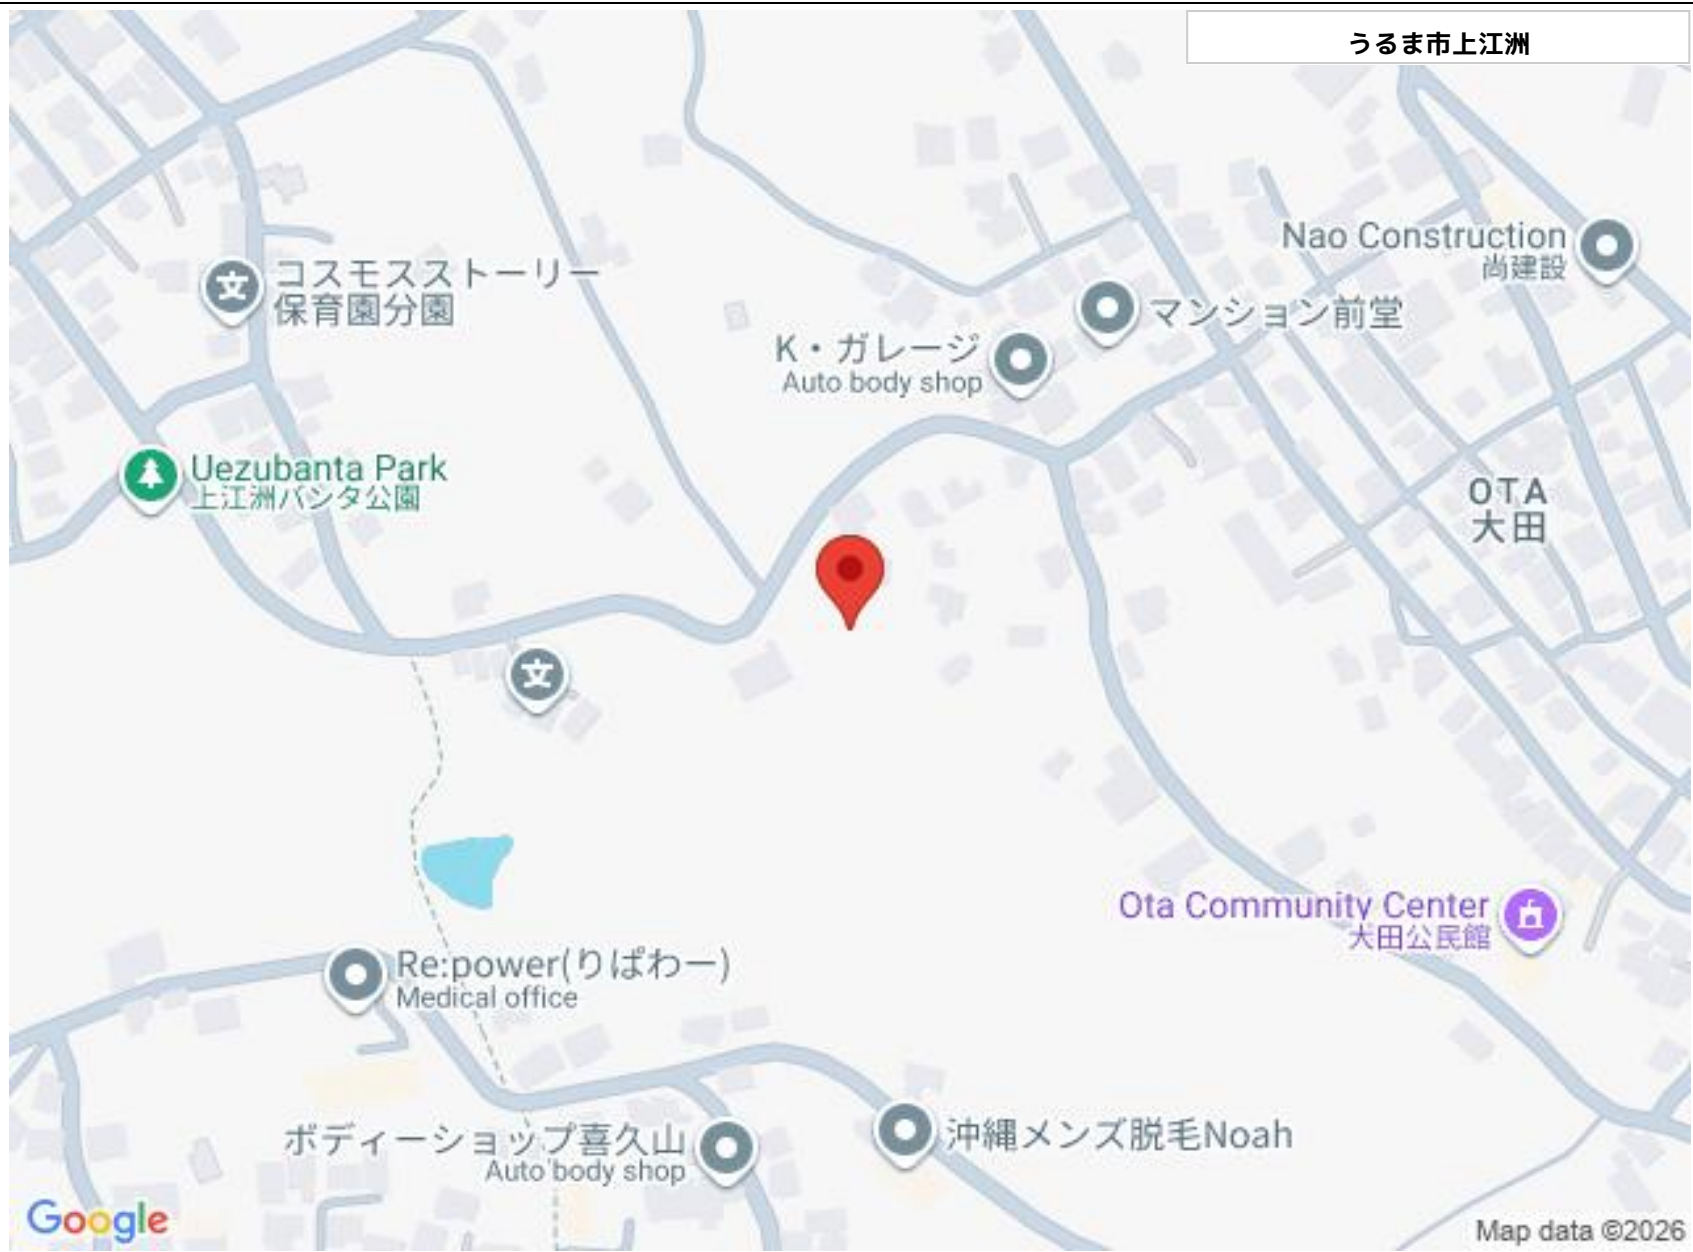 うるま市上江洲
Nao Construction
尚建設
コスモスストーリー
保育園分園
文
マンション前堂
K・ガレージ
Auto body shop
Uezubanta Park
上江洲バンタ公園
OTA
大田
文
Ota Community Center
大田公民館
Re:power(りぱわー)
Medical office
ボディーショップ喜久山
Auto body shop
沖縄メンズ脱毛Noah
Google
Map data ©2026